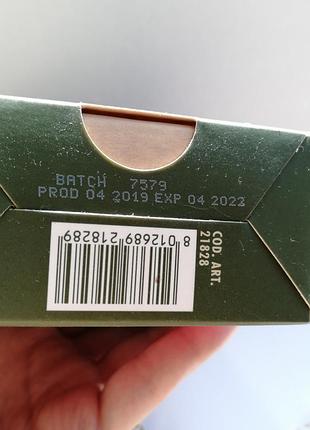 BATCH 7579
PROD 04 2019 EXP 04 2022
8 012689 218289
COD. ART.
21828